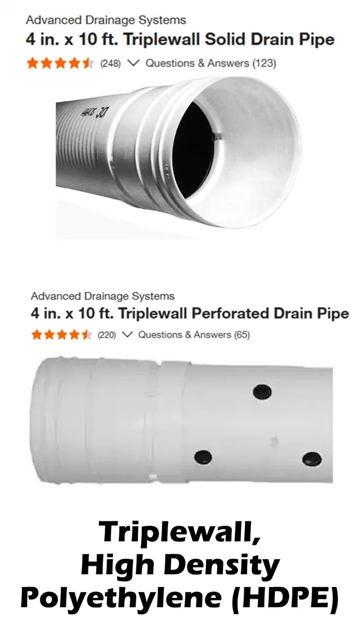 Advanced Drainage Systems
4 in. x 10 ft. Triplewall Solid Drain Pipe
(248) Questions & Answers (123)
Advanced Drainage Systems
4 in. x 10 ft. Triplewall Perforated Drain Pipe
(220) Questions & Answers (65)
Triplewall,
High Density
Polyethylene (HDPE)